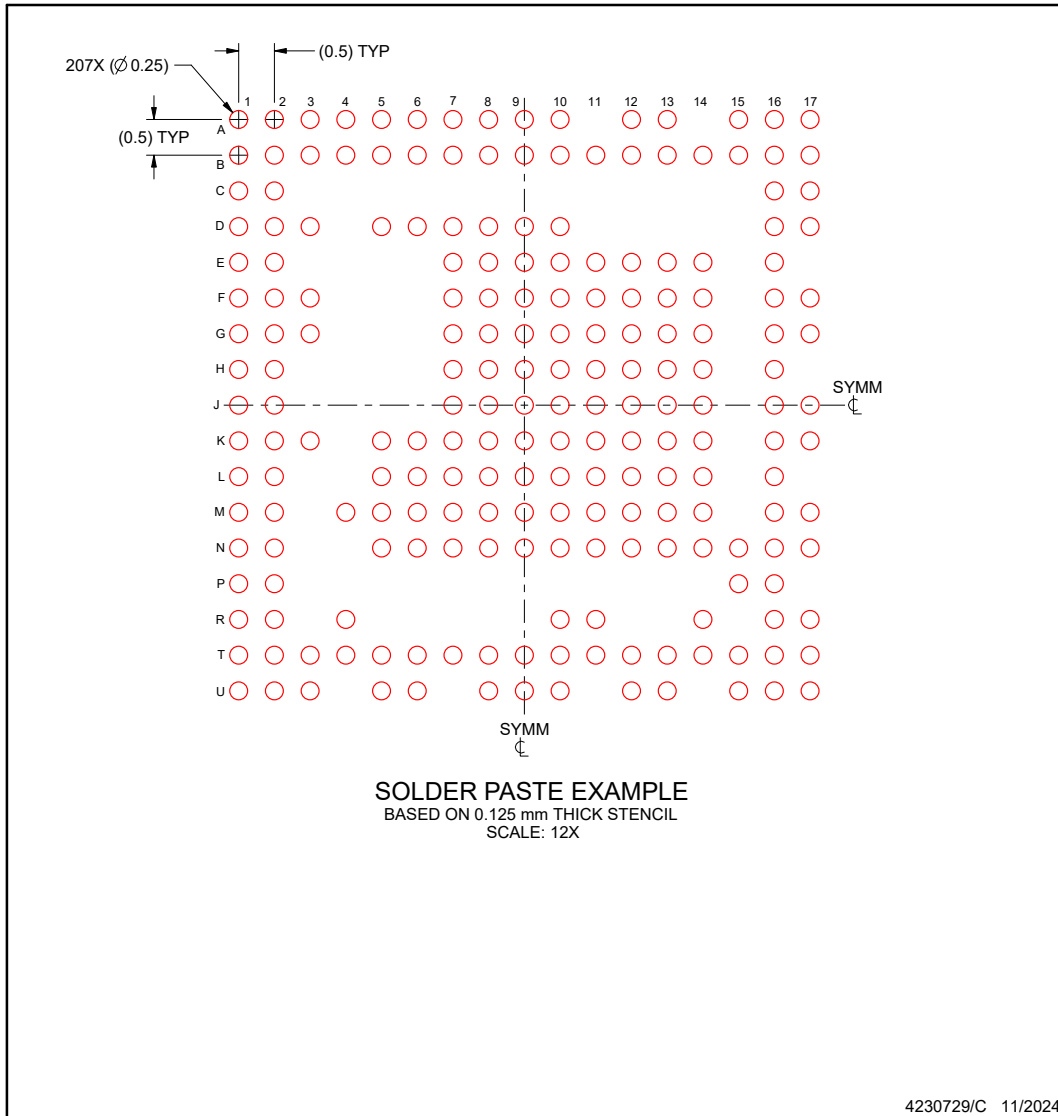 (0.5) TYP
207X (Ø 0.25)
1 2 3 4 5 6 7 8 9 10 11 12 13 14 15 16 17
A
(0.5) TYP
B
C
D
E
F
G
H
SYMM
J
℄
K
L
M
N
P
R
T
U
SYMM
℄
SOLDER PASTE EXAMPLE
BASED ON 0.125 mm THICK STENCIL
SCALE: 12X
4230729/C 11/2024